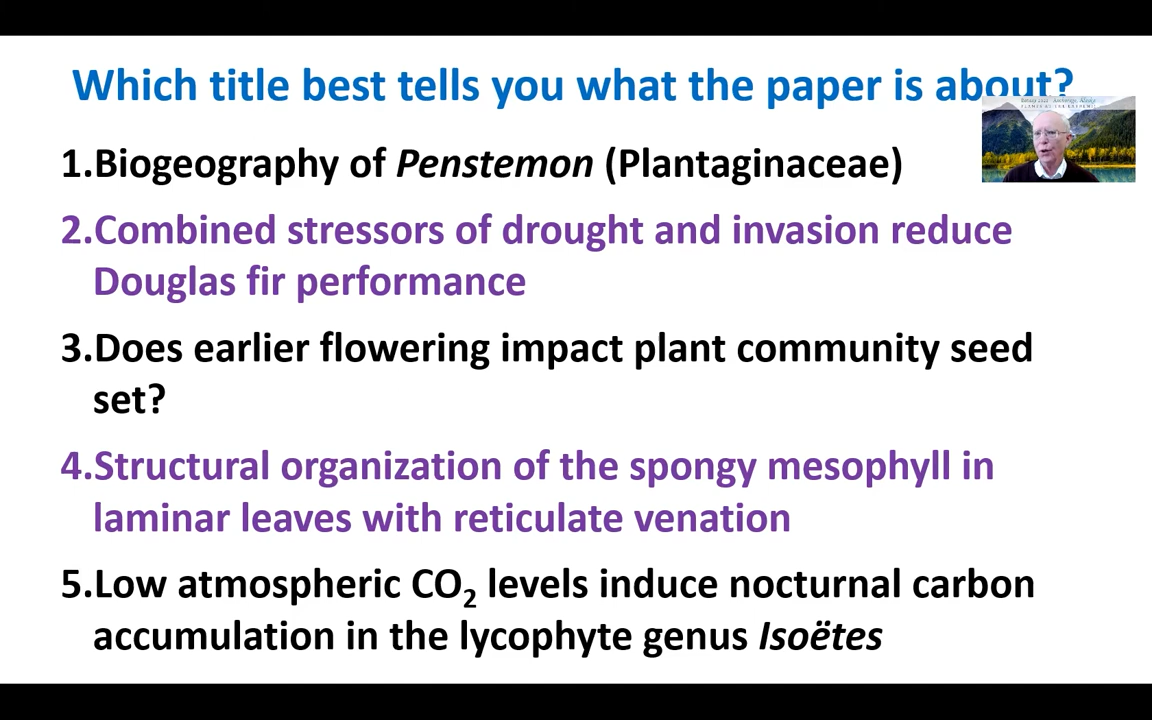 Which title best tells you what the paper is about?
1.Biogeography of Penstemon (Plantaginaceae)
2.Combined stressors of drought and invasion reduce
Douglas fir performance
3.Does earlier flowering impact plant community seed
set?
4.Structural organization of the spongy mesophyll in
laminar leaves with reticulate venation
5.Low atmospheric CO₂ levels induce nocturnal carbon
accumulation in the lycophyte genus Isoëtes